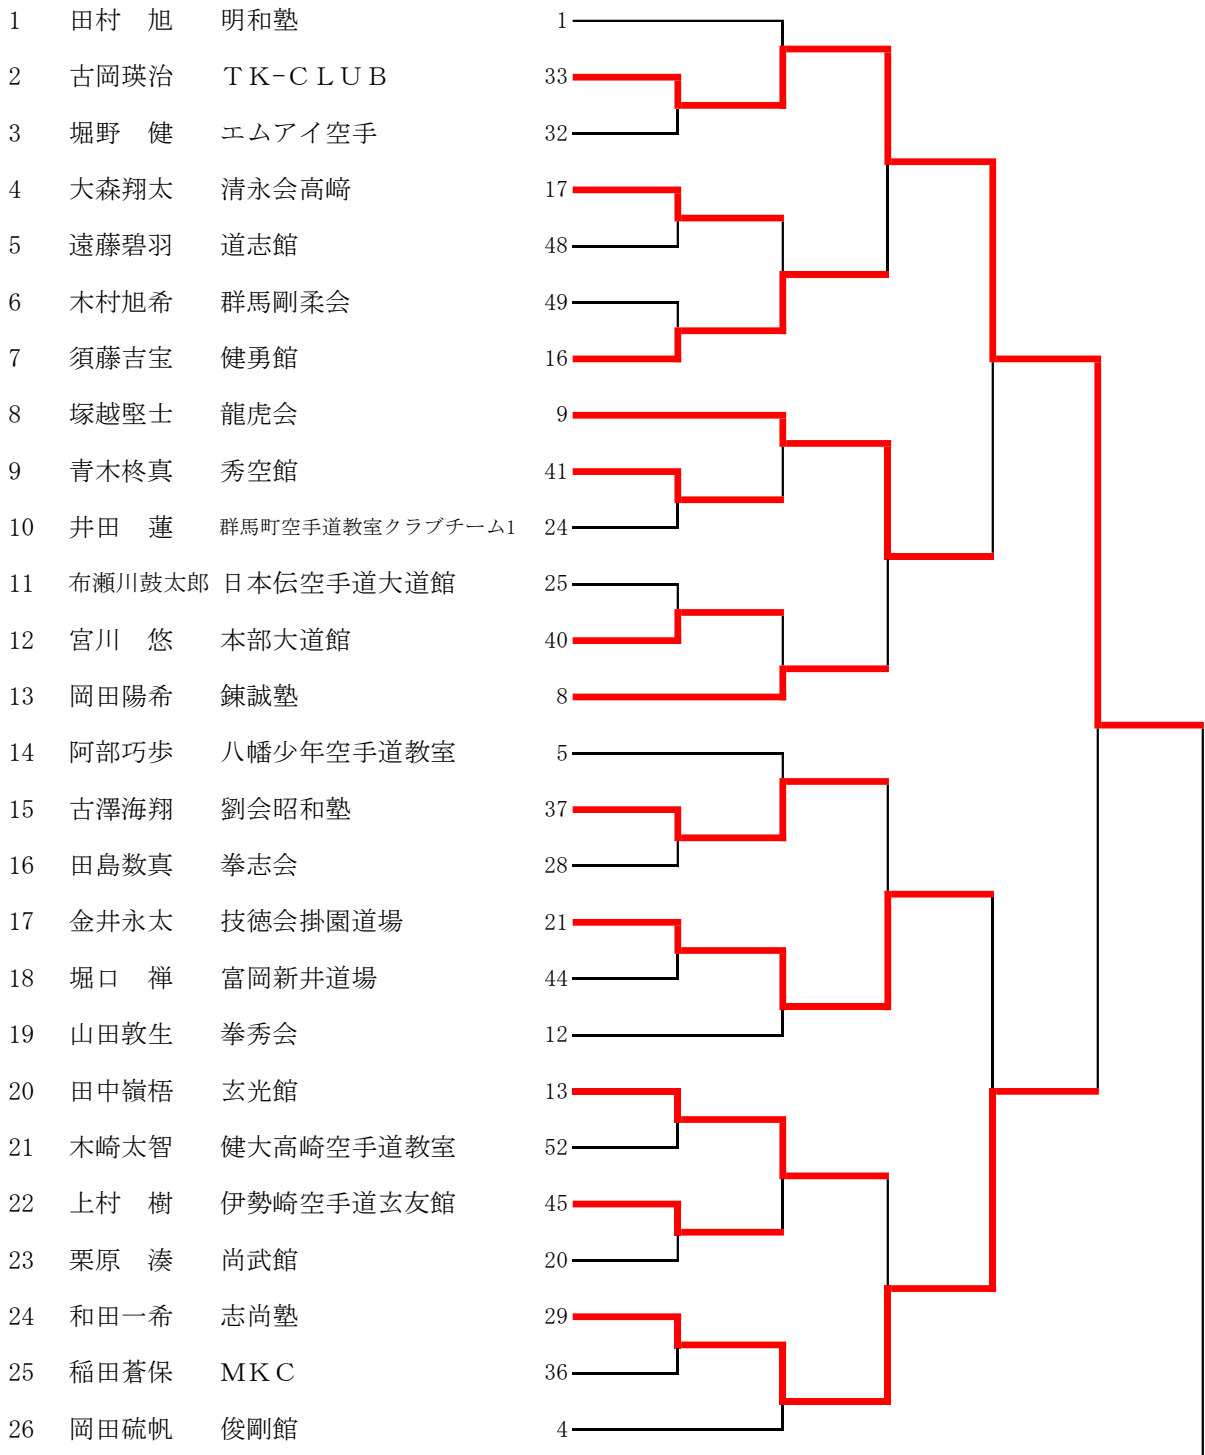 1 田村　旭 明和塾 1
2 古岡瑛治 ＴＫ−ＣＬＵＢ 33
3 堀野　健 エムアイ空手 32
4 大森翔太 清永会高﨑 17
5 遠藤碧羽 道志館 48
6 木村旭希 群馬剛柔会 49
7 須藤吉宝 健勇館 16
8 塚越堅士 龍虎会 9
9 青木柊真 秀空館 41
10 井田　蓮 群馬町空手道教室クラブチーム1 24
11 布瀬川鼓太郎 日本伝空手道大道館 25
12 宮川　悠 本部大道館 40
13 岡田陽希 錬誠塾 8
14 阿部巧歩 八幡少年空手道教室 5
15 古澤海翔 劉会昭和塾 37
16 田島数真 拳志会 28
17 金井永太 技徳会掛園道場 21
18 堀口　禅 富岡新井道場 44
19 山田敦生 拳秀会 12
20 田中嶺梧 玄光館 13
21 木崎太智 健大高崎空手道教室 52
22 上村　樹 伊勢崎空手道玄友館 45
23 栗原　湊 尚武館 20
24 和田一希 志尚塾 29
25 稲田蒼保 ＭＫＣ 36
26 岡田硫帆 俊剛館 4